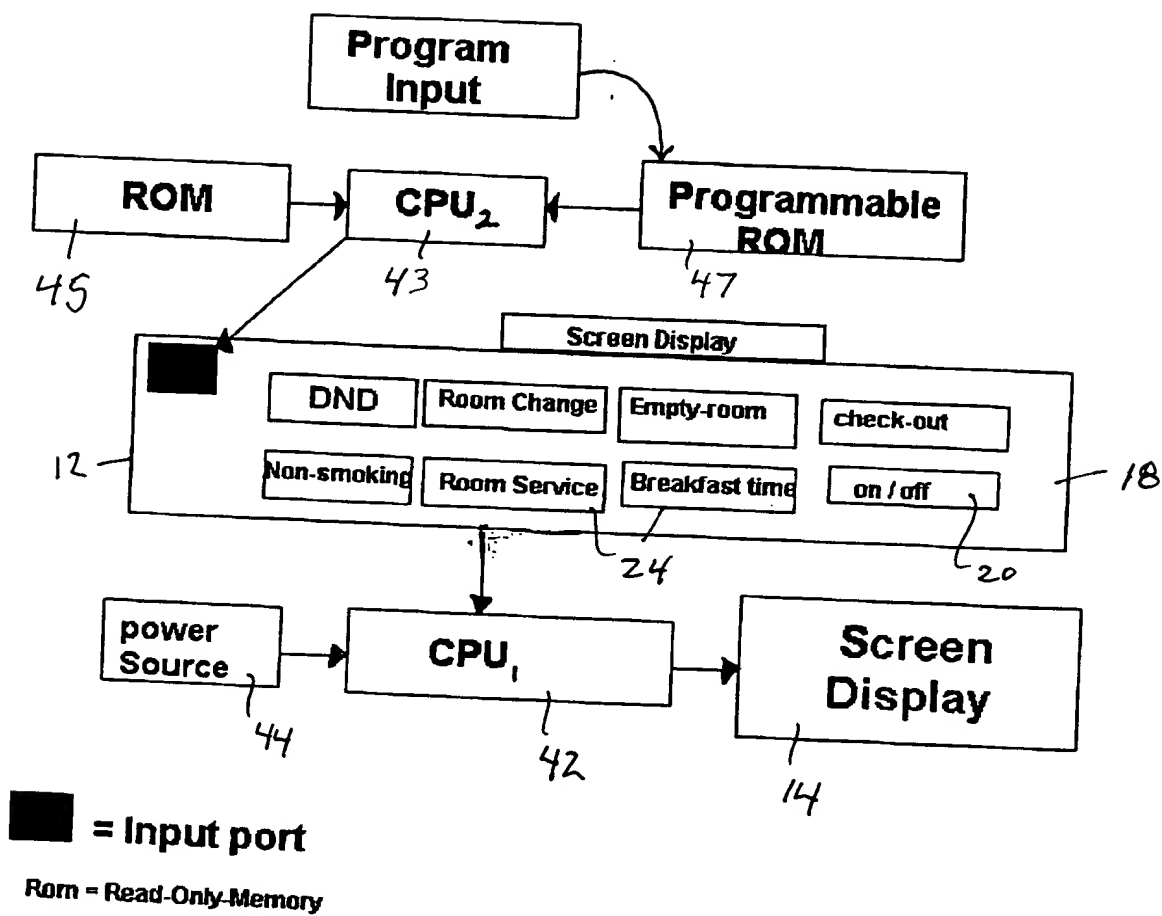 Program
Input
ROM
CPU₂
Programmable
ROM
45
43
47
Screen Display
DND
Room Change
Empty-room
check-out
12
18
Non-smoking
Room Service
Breakfast time
on / off
24
20
power
Source
CPU₁
Screen
Display
44
42
14
= Input port
Rom = Read-Only-Memory